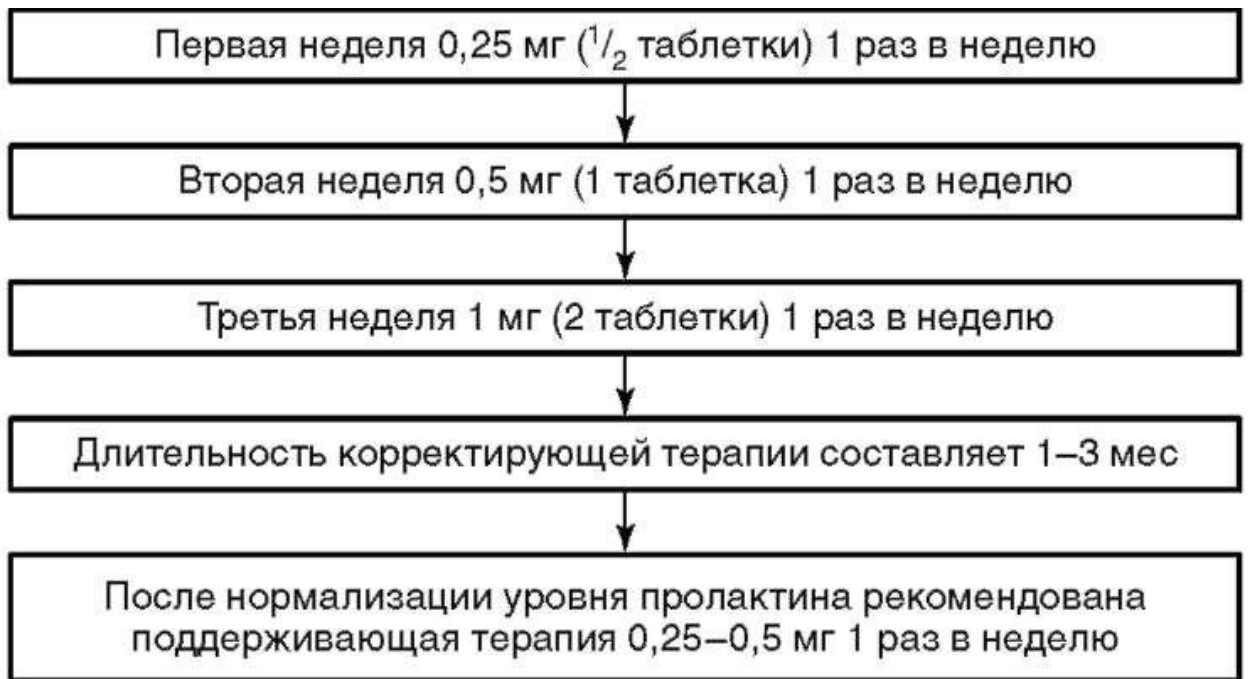 Первая неделя 0,25 мг (1/2 таблетки) 1 раз в неделю
Вторая неделя 0,5 мг (1 таблетка) 1 раз в неделю
Третья неделя 1 мг (2 таблетки) 1 раз в неделю
Длительность корректирующей терапии составляет 1–3 мес
После нормализации уровня пролактина рекомендована
поддерживающая терапия 0,25–0,5 мг 1 раз в неделю